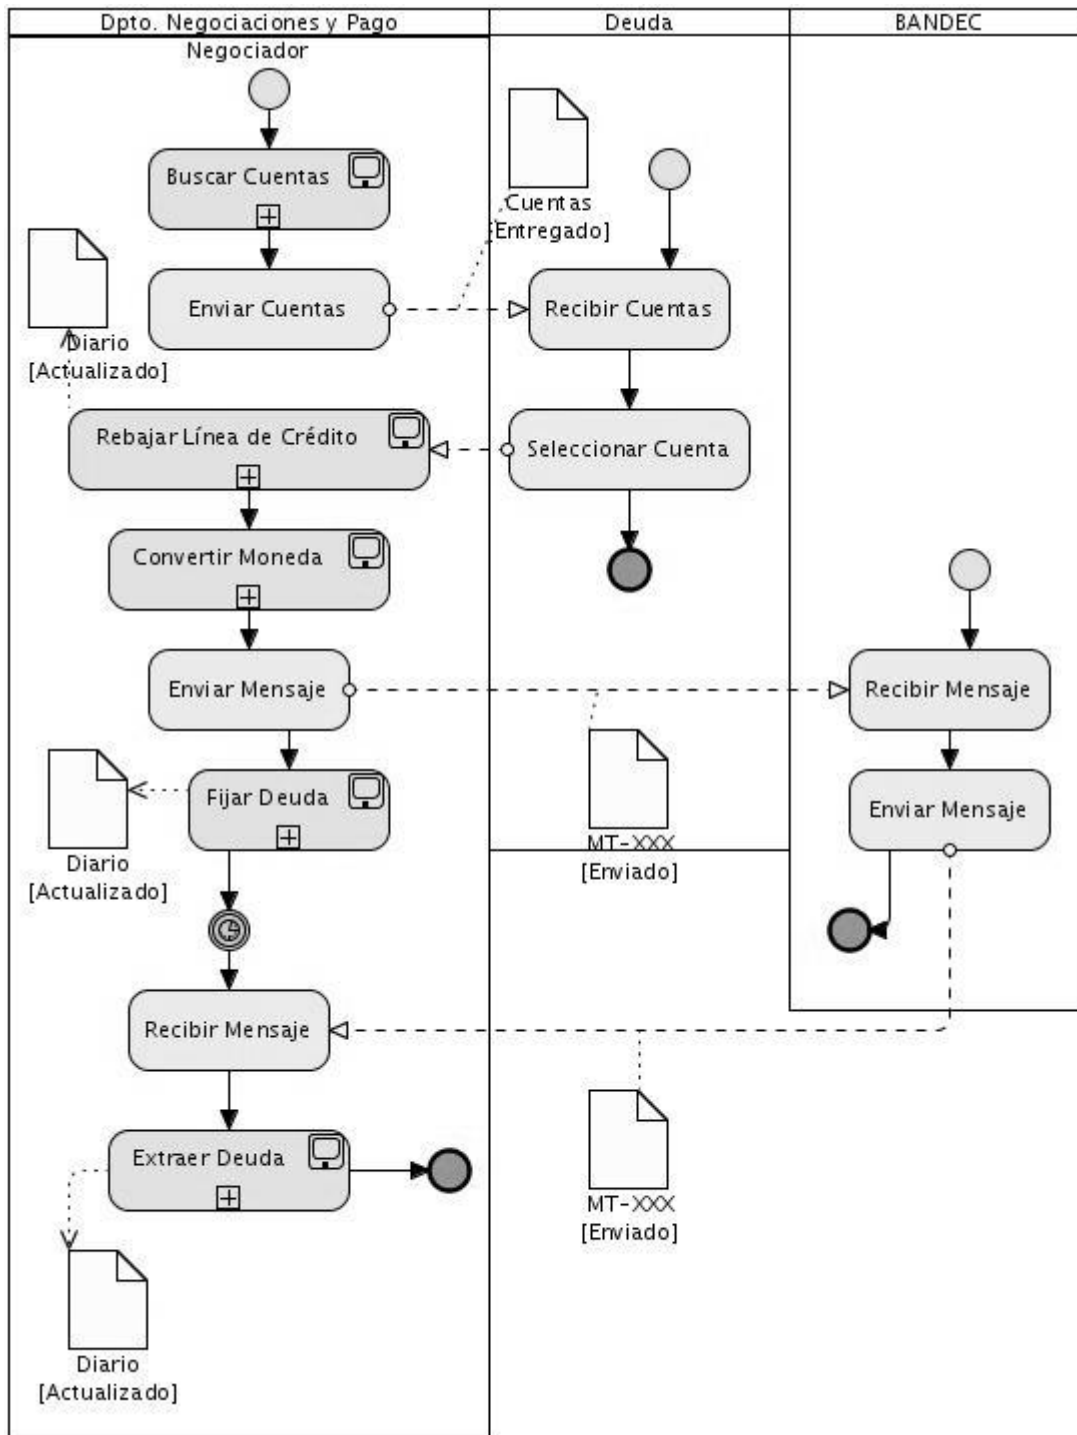 Dpto. Negociaciones y Pago
Deuda
BANDEC
Negociador
Buscar Cuentas
Cuentas
[Entregado]
Enviar Cuentas
Recibir Cuentas
Diario
[Actualizado]
Rebajar Línea de Crédito
Seleccionar Cuenta
Convertir Moneda
Enviar Mensaje
Recibir Mensaje
Fijar Deuda
Enviar Mensaje
MT-XXX
[Enviado]
Diario
[Actualizado]
Recibir Mensaje
Extraer Deuda
MT-XXX
[Enviado]
Diario
[Actualizado]